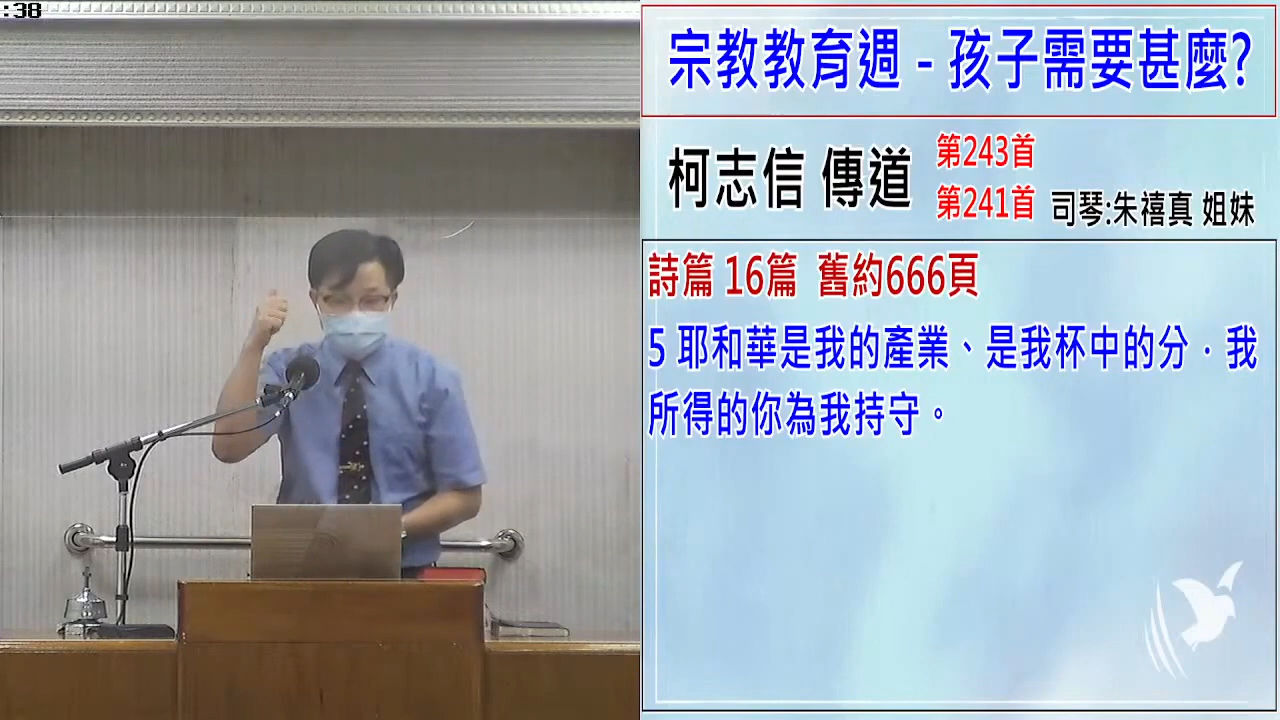 :38
宗教教育週 - 孩子需要甚麼?
柯志信 傳道
第243首
第241首 司琴:朱禧真 姐妹
詩篇 16篇 舊約666頁
5 耶和華是我的產業、是我杯中的分．我
所得的你為我持守。